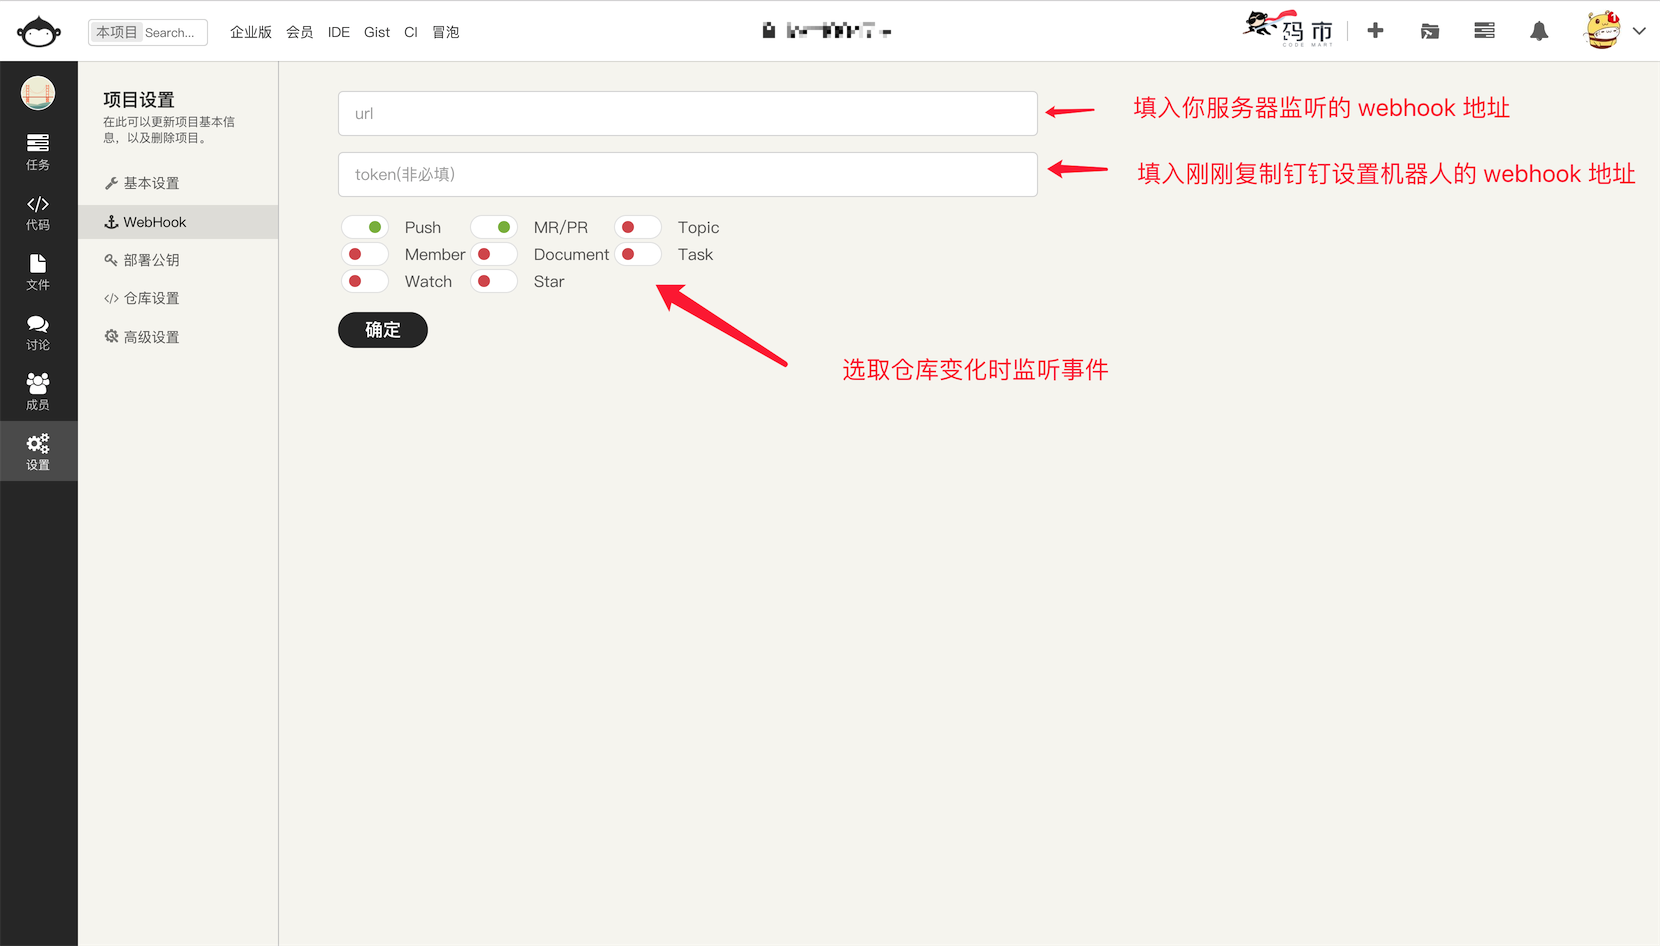 本项目 Search... 企业版 会员 IDE Gist CI 冒泡
码市
CODE MART
1
项目设置
在此可以更新项目基本信
息，以及删除项目。
任务
代码
文件
讨论
成员
设置
基本设置
WebHook
部署公钥
仓库设置
高级设置
url
填入你服务器监听的 webhook 地址
token(非必填)
填入刚刚复制钉钉设置机器人的 webhook 地址
Push MR/PR Topic
Member Document Task
Watch Star
确定
选取仓库变化时监听事件